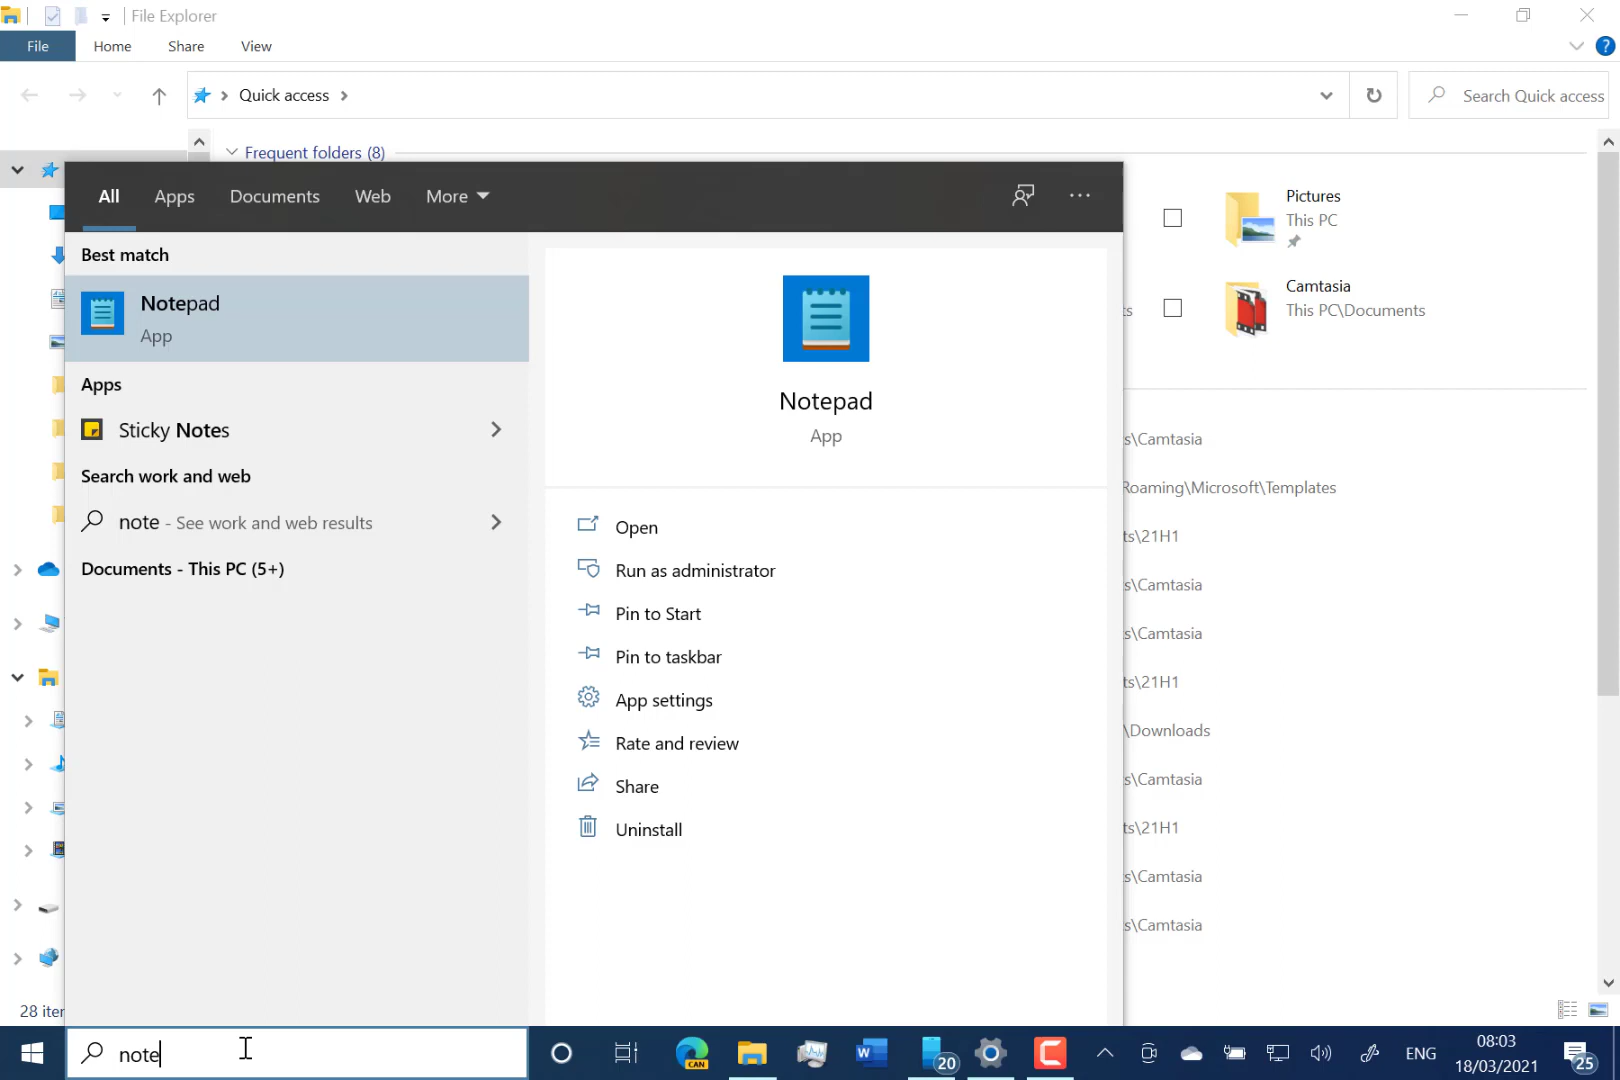 File Explorer
File
Home
Share
View
?
Quick access
Search Quick access
Frequent folders (8)
All
Apps
Documents
Web
More
Best match
Notepad
App
Apps
Sticky Notes
Search work and web
note - See work and web results
Documents - This PC (5+)
Notepad
App
Open
Run as administrator
Pin to Start
Pin to taskbar
App settings
Rate and review
Share
Uninstall
Pictures
This PC
Camtasia
This PC\Documents
ts
s\Camtasia
Roaming\Microsoft\Templates
ts\21H1
s\Camtasia
s\Camtasia
ts\21H1
\Downloads
s\Camtasia
ts\21H1
s\Camtasia
s\Camtasia
28 iter
note
CAN
W
20
ENG
08:03
18/03/2021
25